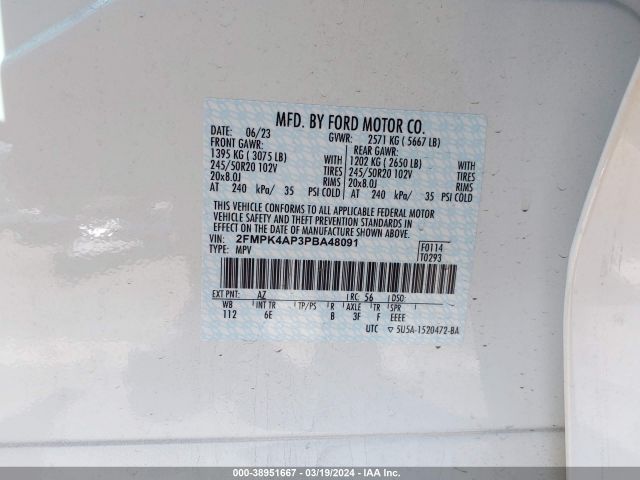 MFD. BY FORD MOTOR CO.
DATE: 06/23 GVWR: 2571 KG ( 5667 LB)
FRONT GAWR: REAR GAWR:
1395 KG ( 3075 LB) WITH 1202 KG ( 2650 LB) WITH
245/50R20 102V TIRES 245/50R20 102V TIRES
20x8.0J RIMS 20x8.0J RIMS
AT 240 kPa/ 35 PSI COLD AT 240 kPa/ 35 PSI COLD
THIS VEHICLE CONFORMS TO ALL APPLICABLE FEDERAL MOTOR
VEHICLE SAFETY AND THEFT PREVENTION STANDARDS IN
EFFECT ON THE DATE OF MANUFACTURE SHOWN ABOVE.
VIN: 2FMPK4AP3PBA48091 F0114
TYPE: MPV T0293
EXT PNT: AZ RC: 56 DSO:
WB INT TR TP/PS R AXLE TR SPR
112 6E B 3F F EEEE
UTC ▽ 5U5A-1520472-BA
000-38951667 - 03/19/2024 - IAA Inc.